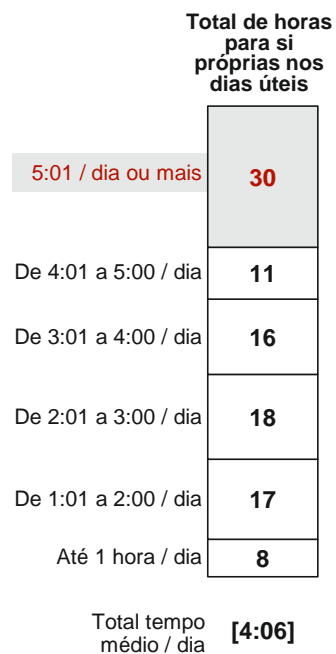 Total de horas
para si
próprias nos
dias úteis
5:01 / dia ou mais 30
De 4:01 a 5:00 / dia 11
De 3:01 a 4:00 / dia 16
De 2:01 a 3:00 / dia 18
De 1:01 a 2:00 / dia 17
Até 1 hora / dia 8
Total tempo
médio / dia [4:06]